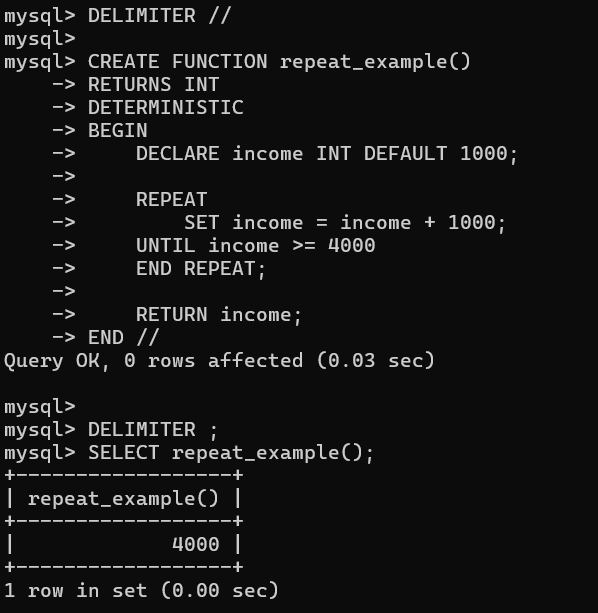 mysql> DELIMITER //
mysql>
mysql> CREATE FUNCTION repeat_example()
    -> RETURNS INT
    -> DETERMINISTIC
    -> BEGIN
    ->     DECLARE income INT DEFAULT 1000;
    ->
    ->     REPEAT
    ->         SET income = income + 1000;
    ->     UNTIL income >= 4000
    ->     END REPEAT;
    ->
    ->     RETURN income;
    -> END //
Query OK, 0 rows affected (0.03 sec)

mysql>
mysql> DELIMITER ;
mysql> SELECT repeat_example();
+------------------+
| repeat_example() |
+------------------+
|             4000 |
+------------------+
1 row in set (0.00 sec)